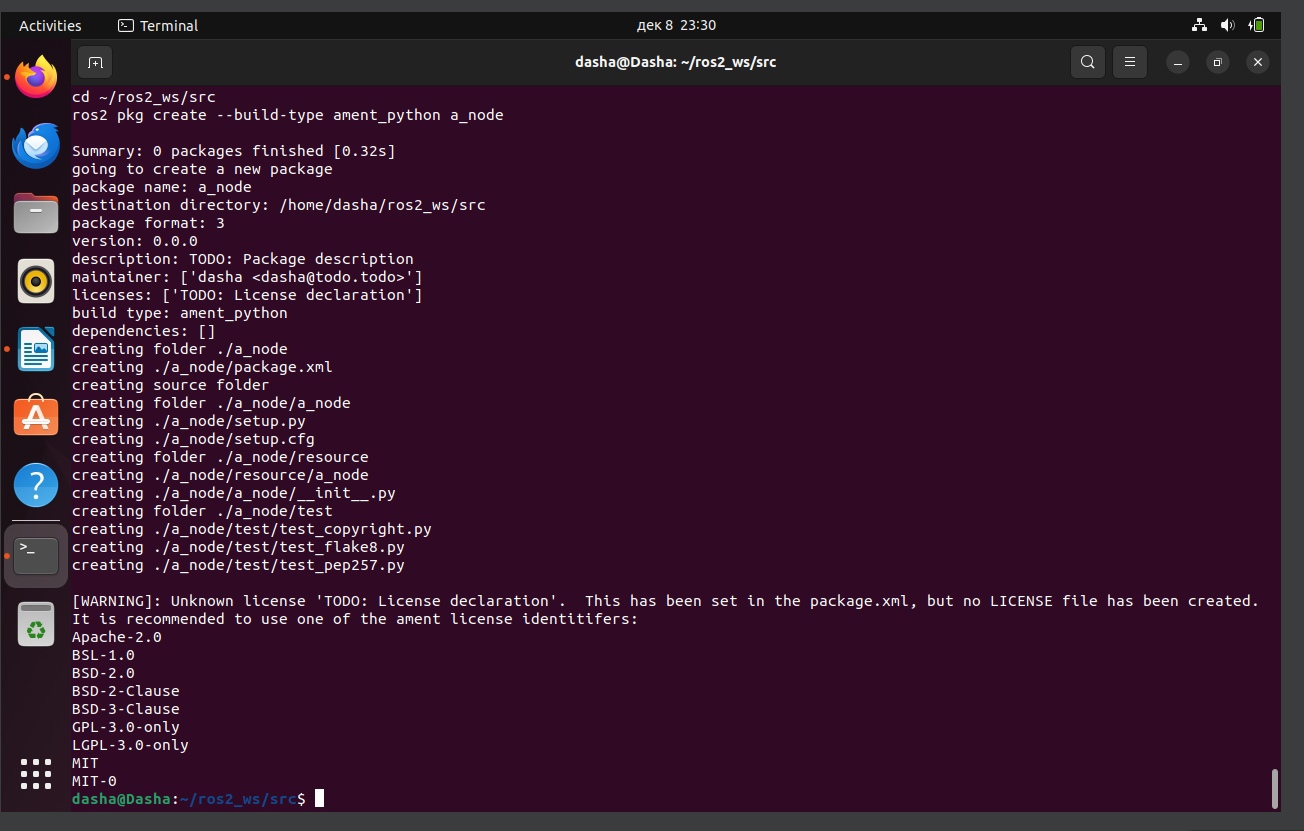 Activities Terminal дек 8 23:30
dasha@Dasha: ~/ros2_ws/src
cd ~/ros2_ws/src
ros2 pkg create --build-type ament_python a_node
Summary: 0 packages finished [0.32s]
going to create a new package
package name: a_node
destination directory: /home/dasha/ros2_ws/src
package format: 3
version: 0.0.0
description: TODO: Package description
maintainer: ['dasha <dasha@todo.todo>']
licenses: ['TODO: License declaration']
build type: ament_python
dependencies: []
creating folder ./a_node
creating ./a_node/package.xml
creating source folder
creating folder ./a_node/a_node
creating ./a_node/setup.py
creating ./a_node/setup.cfg
creating folder ./a_node/resource
creating ./a_node/resource/a_node
creating ./a_node/a_node/__init__.py
creating folder ./a_node/test
creating ./a_node/test/test_copyright.py
creating ./a_node/test/test_flake8.py
creating ./a_node/test/test_pep257.py
[WARNING]: Unknown license 'TODO: License declaration'.  This has been set in the package.xml, but no LICENSE file has been created.
It is recommended to use one of the ament license identitifers:
Apache-2.0
BSL-1.0
BSD-2.0
BSD-2-Clause
BSD-3-Clause
GPL-3.0-only
LGPL-3.0-only
MIT
MIT-0
dasha@Dasha:~/ros2_ws/src$